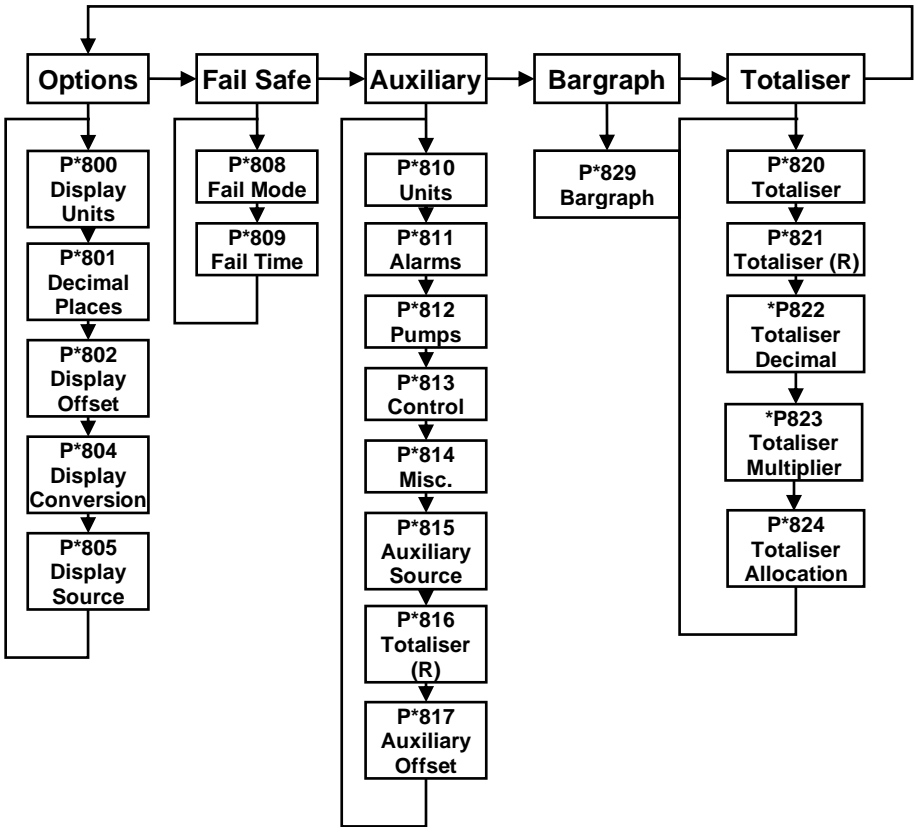 Options
Fail Safe
Auxiliary
Bargraph
Totaliser
P*800
Display
Units
P*801
Decimal
Places
P*802
Display
Offset
P*804
Display
Conversion
P*805
Display
Source
P*808
Fail Mode
P*809
Fail Time
P*810
Units
P*811
Alarms
P*812
Pumps
P*813
Control
P*814
Misc.
P*815
Auxiliary
Source
P*816
Totaliser
(R)
P*817
Auxiliary
Offset
P*829
Bargraph
P*820
Totaliser
P*821
Totaliser (R)
*P822
Totaliser
Decimal
*P823
Totaliser
Multiplier
P*824
Totaliser
Allocation